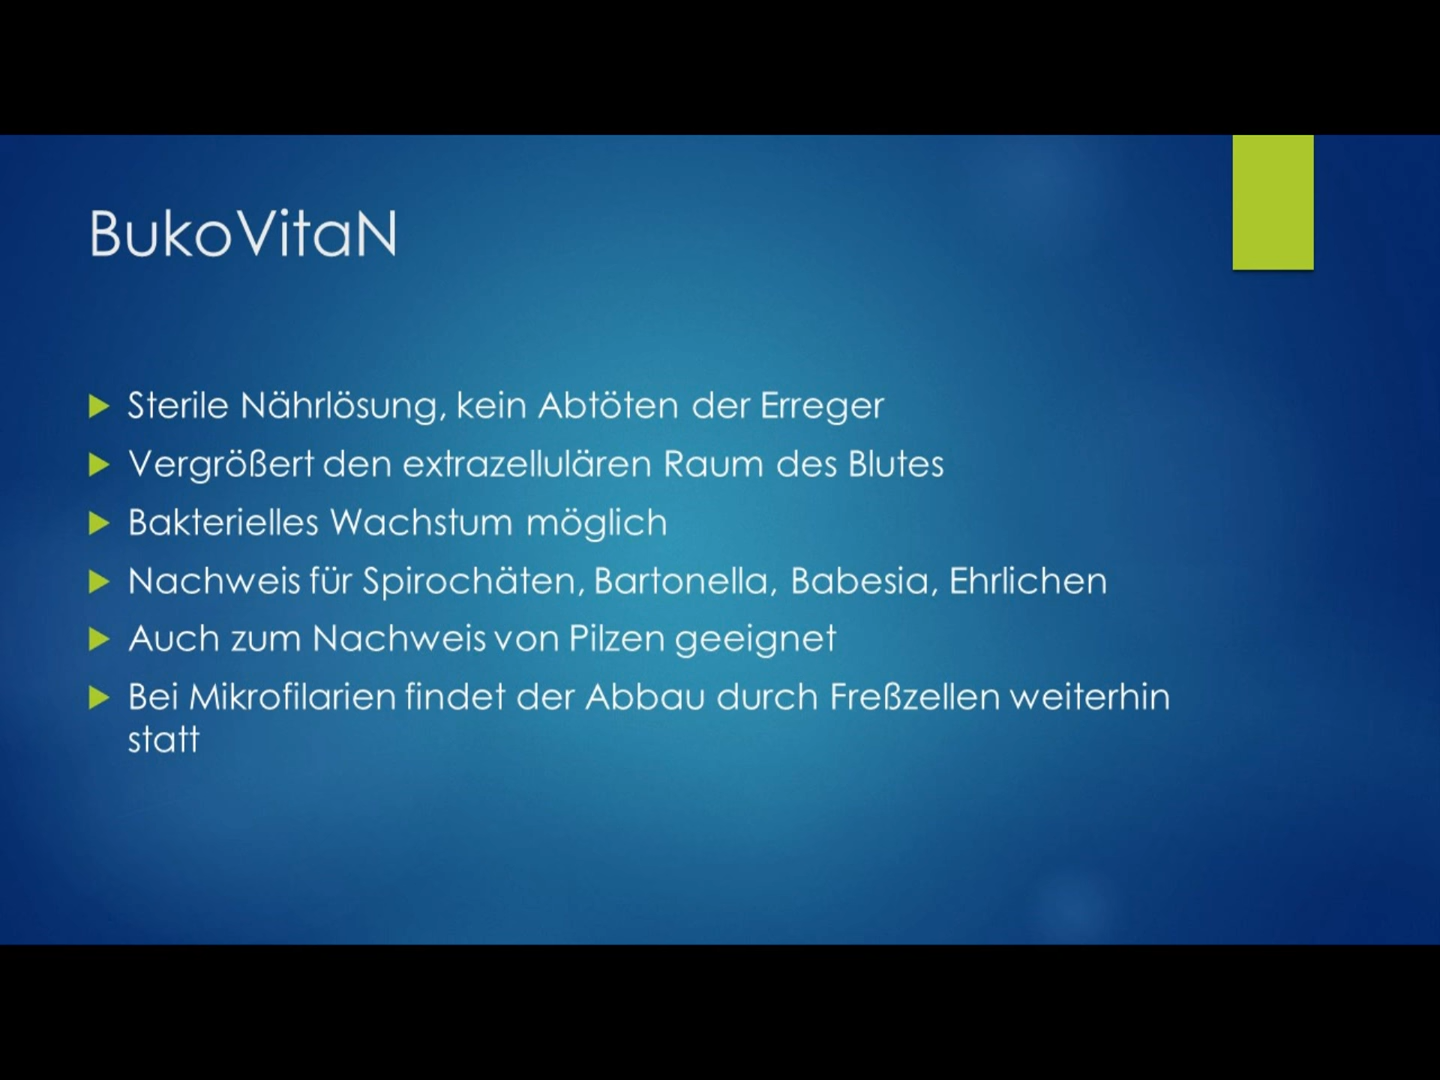 BukoVitaN
Sterile Nährlösung, kein Abtöten der Erreger
Vergrößert den extrazellulären Raum des Blutes
Bakterielles Wachstum möglich
Nachweis für Spirochäten, Bartonella, Babesia, Ehrlichen
Auch zum Nachweis von Pilzen geeignet
Bei Mikrofilarien findet der Abbau durch Freßzellen weiterhin
statt